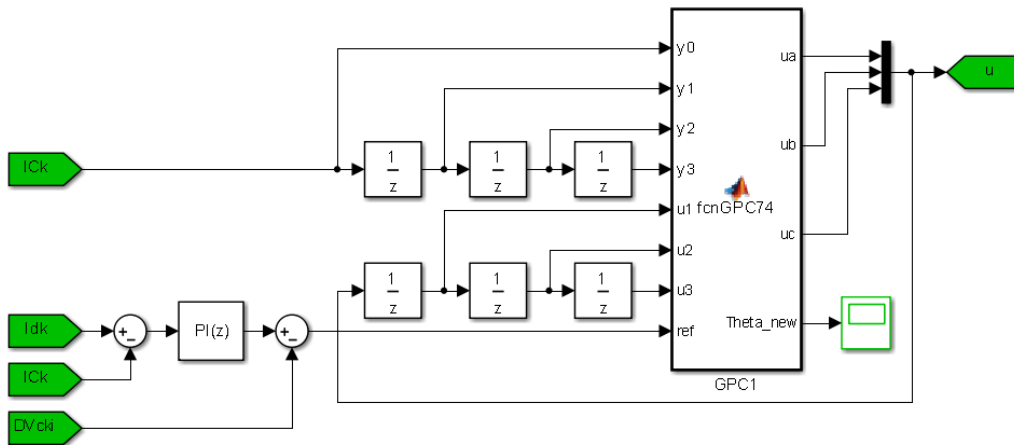 y0
ua
u
y1
y2
ub
ICk
1
z
1
z
1
z
y3
fcnGPC74
u1
uc
u2
1
z
1
z
1
z
u3
Idk
+
−
PI(z)
+
−
ref
Theta_new
GPC1
ICk
DVcki